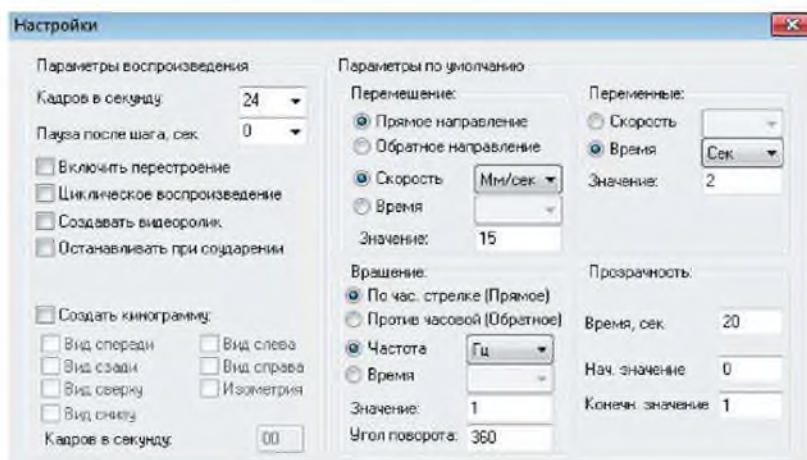 Настройки
Параметры воспроизведения
Кадров в секунду: 24
Пауза после шага, сек. 0
Включить перестроение
Циклическое воспроизведение
Создавать видеоролик
Останавливать при соударении
Создать кинограмму:
Вид спереди Вид слева
Вид сзади Вид справа
Вид сверху Изометрия
Вид снизу
Кадров в секунду: 00
Параметры по умолчанию
Перемещение:
Прямое направление
Обратное направление
Скорость Мм/сек
Время
Значение: 15
Переменные:
Скорость
Время Сек
Значение: 2
Вращение:
По час. стрелке (Прямое)
Против часовой (Обратное)
Частота Гц
Время
Значение: 1
Угол поворота: 360
Прозрачность:
Время, сек 20
Нач. значение 0
Конечн. значение 1